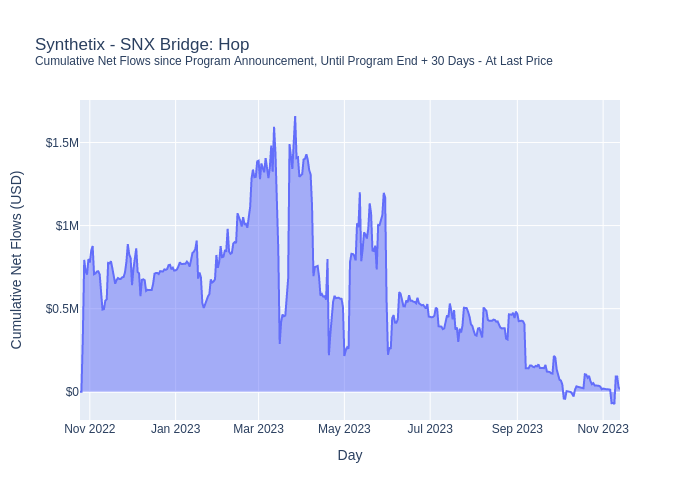 Synthetix - SNX Bridge: Hop
Cumulative Net Flows since Program Announcement, Until Program End + 30 Days - At Last Price
$1.5M
$1M
$0.5M
$0
Cumulative Net Flows (USD)
Nov 2022 Jan 2023 Mar 2023 May 2023 Jul 2023 Sep 2023 Nov 2023
Day